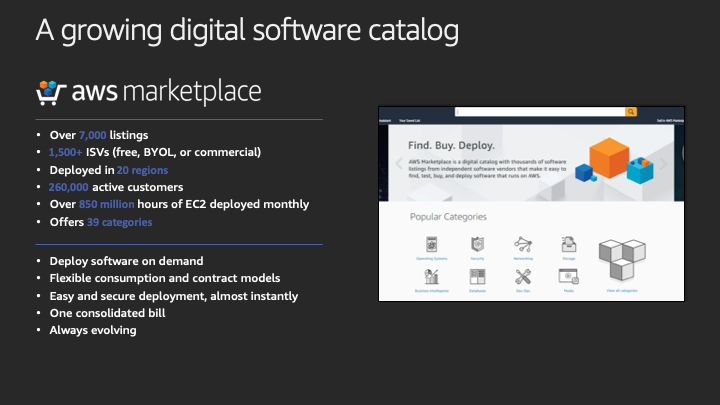 A growing digital software catalog
aws marketplace
• Over 7,000 listings
• 1,500+ ISVs (free, BYOL, or commercial)
• Deployed in 20 regions
• 260,000 active customers
• Over 850 million hours of EC2 deployed monthly
• Offers 39 categories
• Deploy software on demand
• Flexible consumption and contract models
• Easy and secure deployment, almost instantly
• One consolidated bill
• Always evolving
Your Saved List
Find. Buy. Deploy.
AWS Marketplace is a digital catalog with thousands of software
listings from independent software vendors that make it easy to
find, test, buy, and deploy software that runs on AWS.
Popular Categories
Operating Systems
Security
Networking
Storage
Business Intelligence
Databases
Dev Ops
Media
View all categories